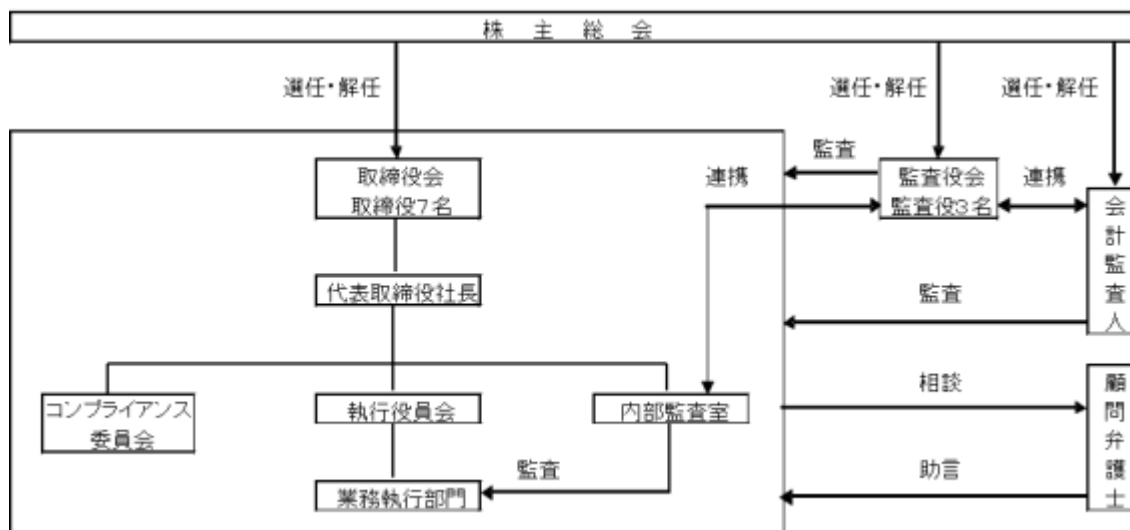 株主総会
選任・解任
選任・解任
選任・解任
監査
取締役会
取締役7名
連携
監査役会
監査役3名
連携
会計監査人
代表取締役社長
監査
コンプライアンス
委員会
執行役員会
内部監査室
相談
顧問弁護士
監査
業務執行部門
助言